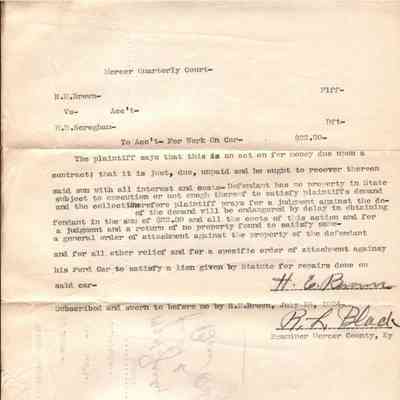 Mercer Quarterly Court-
Plff-
H.E.Brown-
Vs- Acc't-
Dft-
To Acc't- For Work On Car- $22.00-
The plaintiff says that this is an act on for money due upon a
contract; that it is just, due, unpaid and he ought to recover thereon
said sum with all interest and costs- Defendant has no property in State
subject to execution or not enough thereof to satisfy plaintiffs demand
and the collection of the demand will be endangered by delay in obtaining
a judgment and a return of no property found to satisfy same-
Therefore plaintiff prays for a judgment against the de-
fendant in the sum of $22.00 and all the costs of this action and for
a general order of attachment against the property of the defendant
and for all other relief and for a specific order of attachment against
his Ford Car to satisfy a lien given by Statute for repairs done on
said car-
H. E. Brown
Subscribed and sworn to before me by H.E.Brown, July
R. L. Black
Examiner Mercer County, Ky